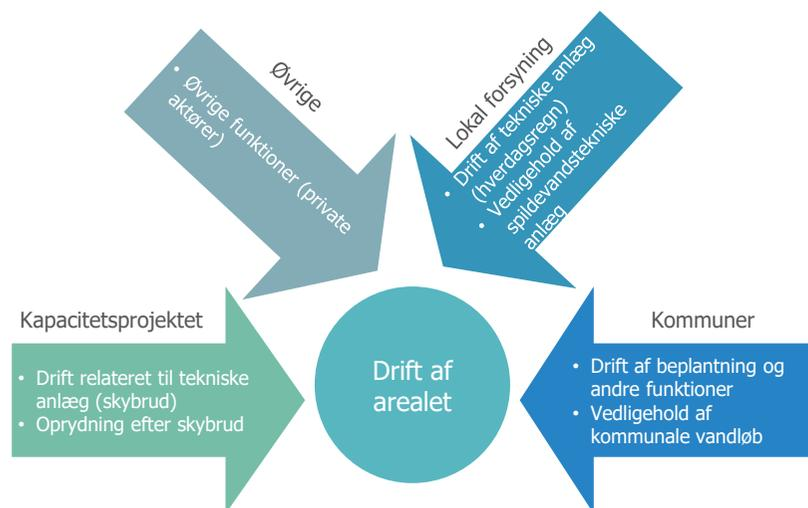 Øvrige
• Øvrige funktioner (private
aktører)
Lokal forsyning
• Drift af tekniske anlæg
(hverdagsregn)
• Vedligehold af
spildevandstekniske
anlæg
Kapacitetsprojektet
• Drift relateret til tekniske
anlæg (skybrud)
• Oprydning efter skybrud
Drift af
arealet
Kommuner
• Drift af beplantning og
andre funktioner
• Vedligehold af
kommunale vandløb